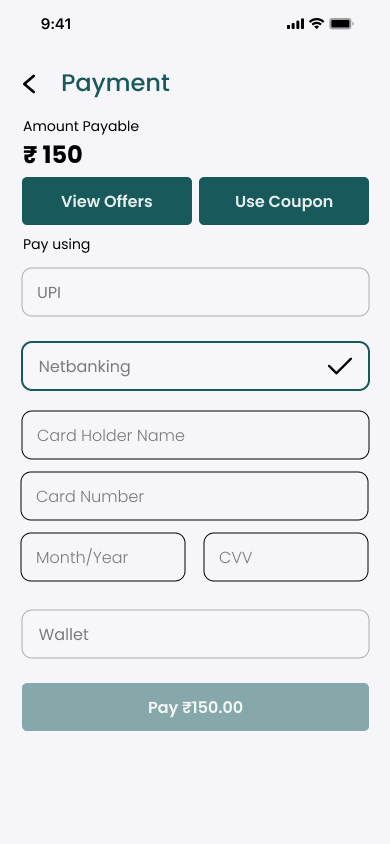 9:41
Payment
Amount Payable
₹ 150
View Offers
Use Coupon
Pay using
UPI
Netbanking
Card Holder Name
Card Number
Month/Year
CVV
Wallet
Pay ₹150.00